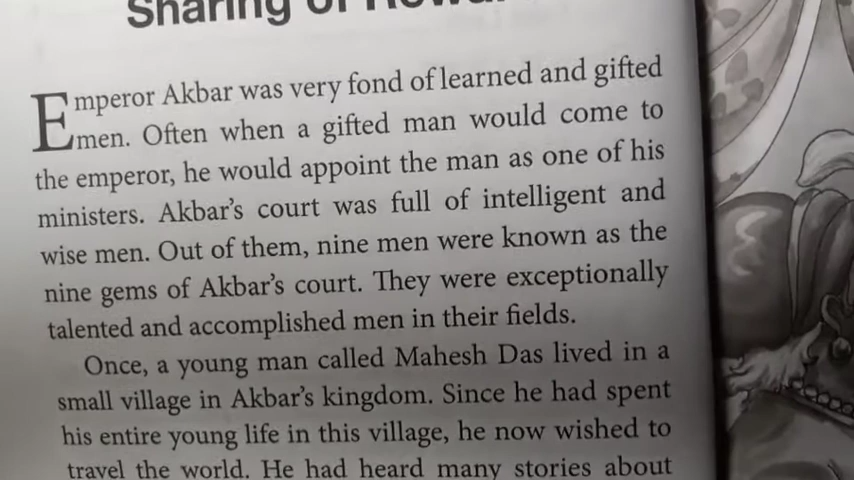 Sharing of
Emperor Akbar was very fond of learned and gifted
men. Often when a gifted man would come to
the emperor, he would appoint the man as one of his
ministers. Akbar's court was full of intelligent and
wise men. Out of them, nine men were known as the
nine gems of Akbar's court. They were exceptionally
talented and accomplished men in their fields.
Once, a young man called Mahesh Das lived in a
small village in Akbar's kingdom. Since he had spent
his entire young life in this village, he now wished to
travel the world. He had heard many stories about